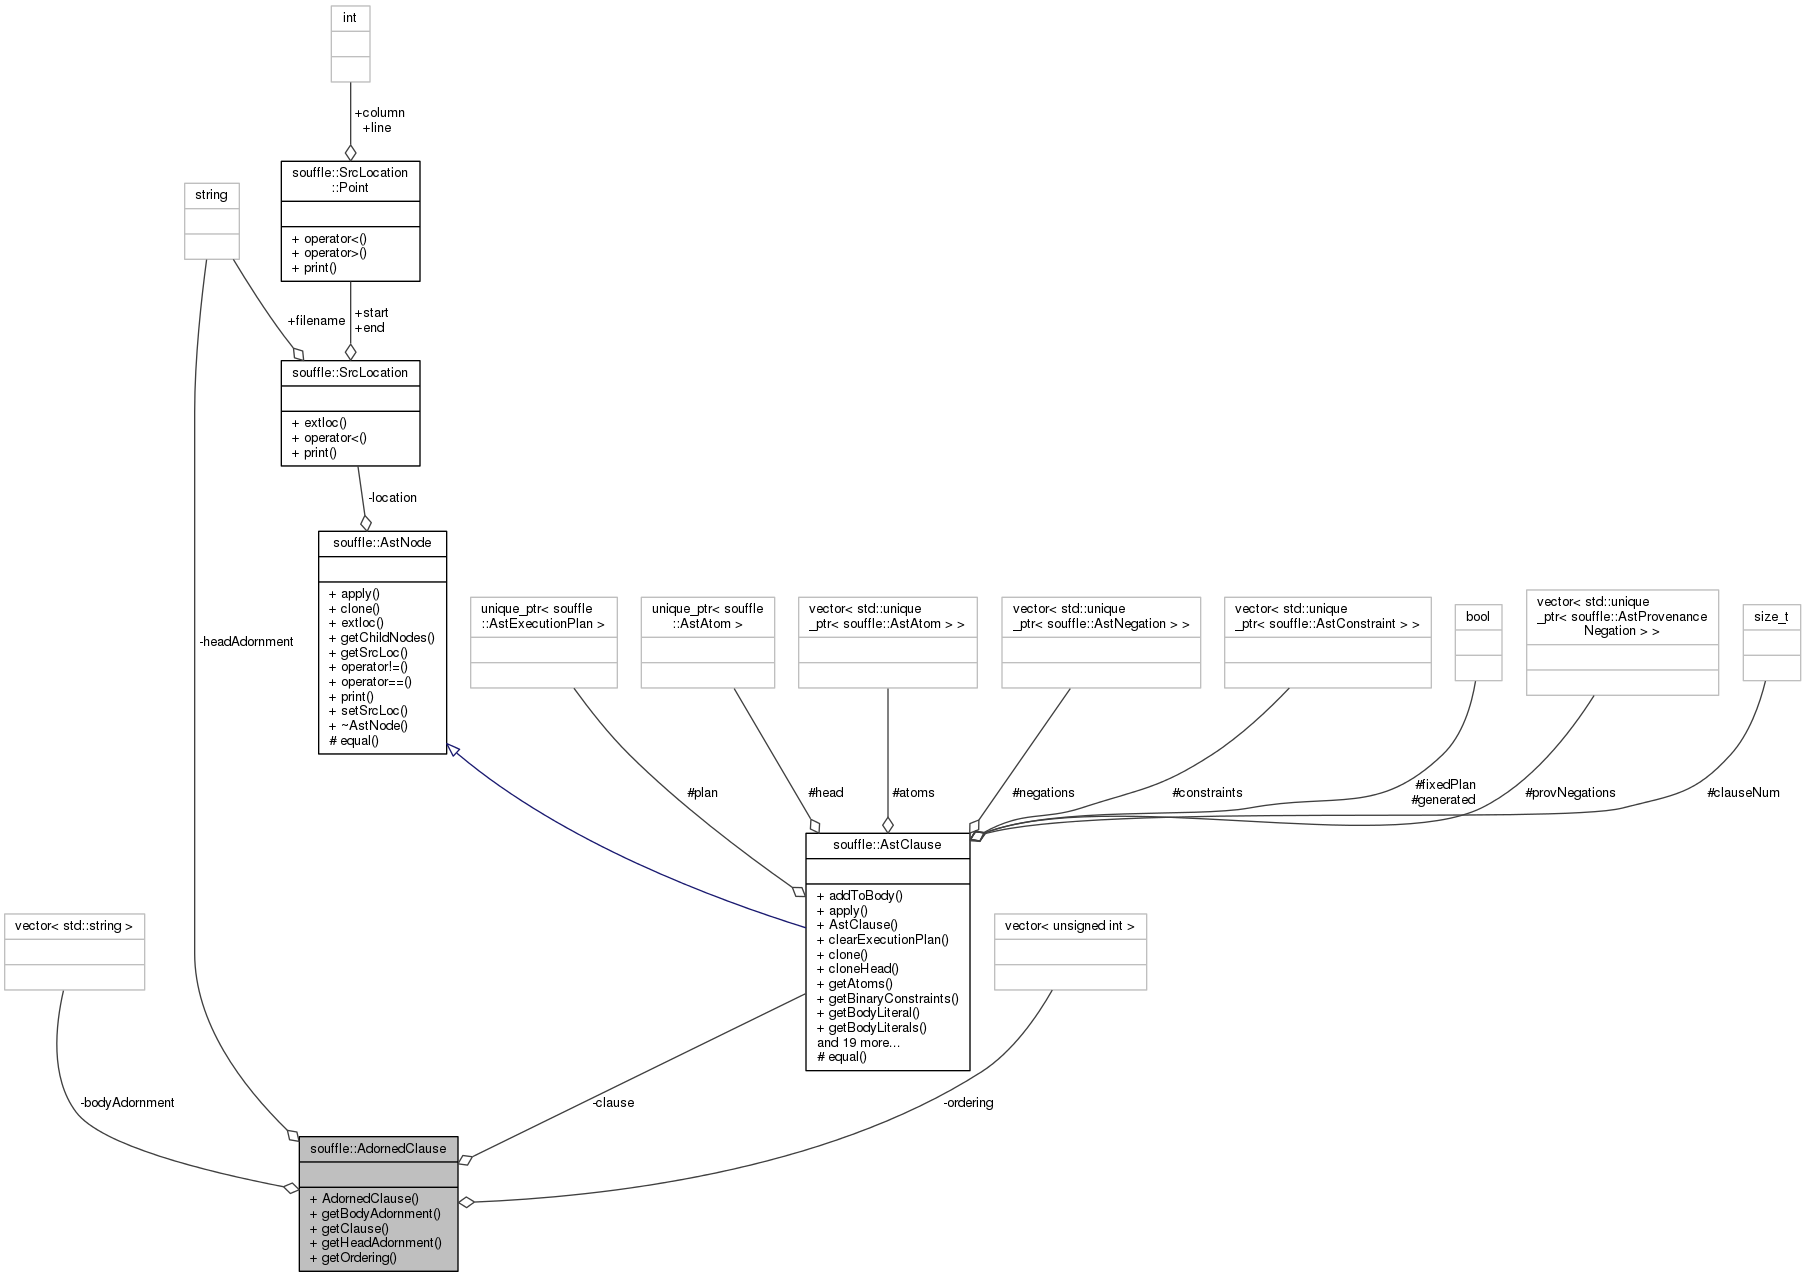 int
+column
+line
souffle::SrcLocation
::Point
+ operator<()
+ operator>()
+ print()
string
+filename
+start
+end
souffle::SrcLocation
+ extloc()
+ operator<()
+ print()
-location
souffle::AstNode
+ apply()
+ clone()
+ extloc()
+ getChildNodes()
+ getSrcLoc()
+ operator!=()
+ operator==()
+ print()
+ setSrcLoc()
+ ~AstNode()
# equal()
-headAdornment
unique_ptr< souffle
::AstExecutionPlan >
unique_ptr< souffle
::AstAtom >
vector< std::unique
_ptr< souffle::AstAtom > >
vector< std::unique
_ptr< souffle::AstNegation > >
vector< std::unique
_ptr< souffle::AstConstraint > >
bool
vector< std::unique
_ptr< souffle::AstProvenance
Negation > >
size_t
#plan
#head
#atoms
#negations
#constraints
#fixedPlan
#generated
#provNegations
#clauseNum
souffle::AstClause
+ addToBody()
+ apply()
+ AstClause()
+ clearExecutionPlan()
+ clone()
+ cloneHead()
+ getAtoms()
+ getBinaryConstraints()
+ getBodyLiteral()
+ getBodyLiterals()
and 19 more...
# equal()
vector< std::string >
vector< unsigned int >
-bodyAdornment
-clause
-ordering
souffle::AdornedClause
+ AdornedClause()
+ getBodyAdornment()
+ getClause()
+ getHeadAdornment()
+ getOrdering()